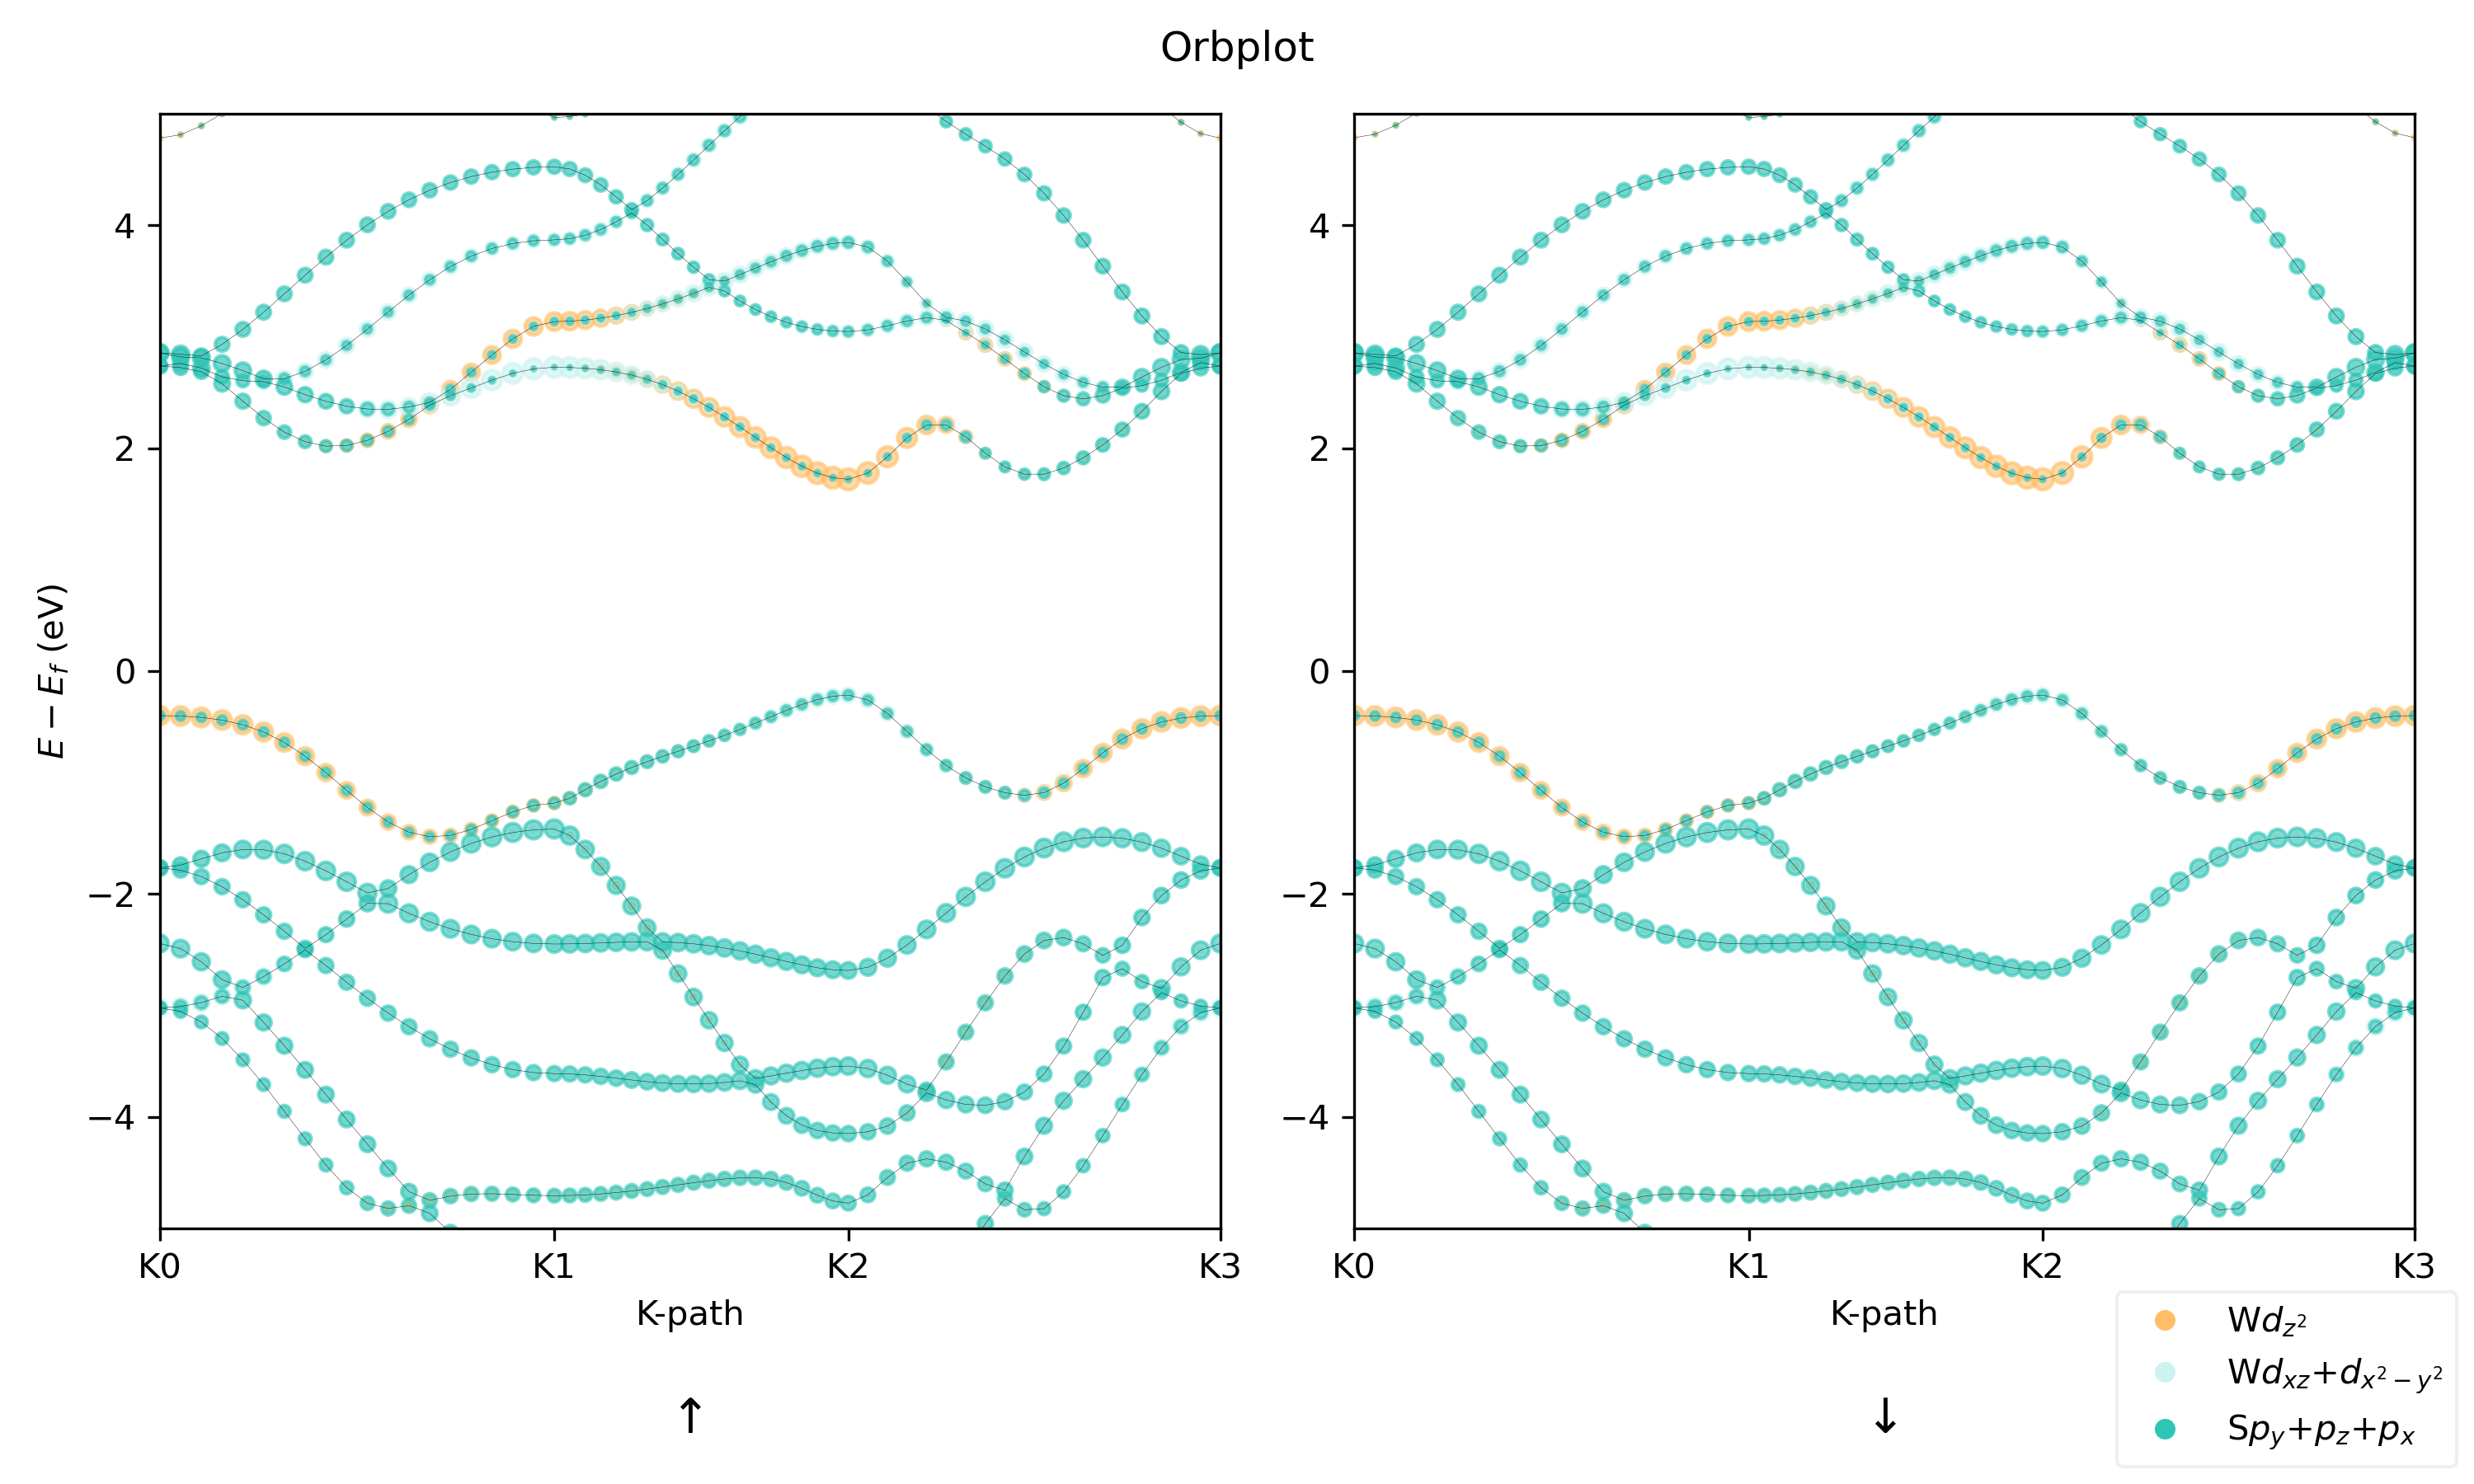 Orbplot
E − E_f (eV)
4
2
0
−2
−4
K0 K1 K2 K3
K-path
↑
4
2
0
−2
−4
K0 K1 K2 K3
K-path
↓
Wd_{z^2}
Wd_{xz}+d_{x^2−y^2}
Sp_y+p_z+p_x